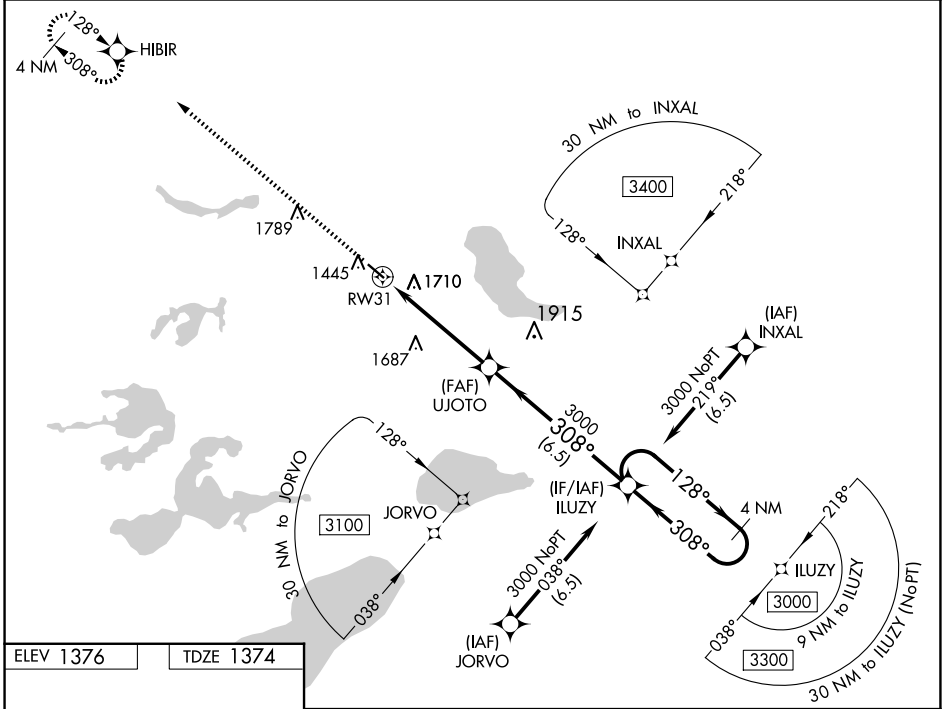 128°
HIBIR
4 NM
308°
30 NM to INXAL
3400
218°
128°
INXAL
1789
1445
1710
RW31
1915
1687
(IAF)
INXAL
3000 NoPT
219°
(6.5)
(FAF)
UJOTO
3000
308°
(6.5)
128°
30 NM to JORVO
3100
JORVO
038°
(IF/IAF)
ILUZY
128°
4 NM
308°
3000 NoPT
038°
(6.5)
(IAF)
JORVO
218°
ILUZY
3000
9 NM to ILUZY
038°
3300
30 NM to ILUZY (NoPT)
ELEV 1376
TDZE 1374